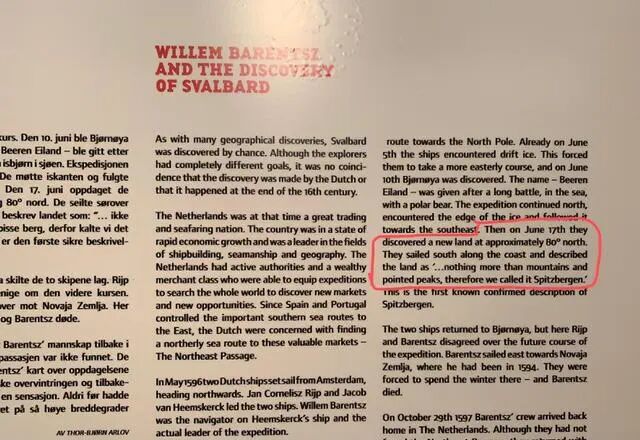 WILLEM BARENTSZ
AND THE DISCOVERY
OF SVALBARD
kurs. Den 10. juni ble Bjørnøya
Beeren Eiland – ble gitt etter
isbjørn i sjøen. Ekspedisjonen
De møtte iskanten og fulgte
Den 17. juni oppdaget de
80° nord. De seilte sørover
beskrev landet som: "... ikke
pisse berg, derfor kalte vi det
er den første sikre beskrivel-
a skilte de to skipene lag. Rijp
enige om den videre kursen.
over mot Novaja Zemlja. Her
og Barentsz døde.
Barentsz' mannskap tilbake i
passasjen var ikke funnet. De
z' kart over oppdagelsene
ske overvintringen og tilbake-
en sensasjon. Aldri før hadde
et på så høye breddegrader
AV THOR-BJØRN ARLOV
As with many geographical discoveries, Svalbard
was discovered by chance. Although the explorers
had completely different goals, it was no coinci-
dence that the discovery was made by the Dutch or
that it happened at the end of the 16th century.
The Netherlands was at that time a great trading
and seafaring nation. The country was in a state of
rapid economic growth and was a leader in the fields
of shipbuilding, seamanship and geography. The
Netherlands had active authorities and a wealthy
merchant class who were able to equip expeditions
to search the whole world to discover new markets
and new opportunities. Since Spain and Portugal
controlled the important southern sea routes to
the East, the Dutch were concerned with finding
a northerly sea route to these valuable markets –
The Northeast Passage.
In May 1596 two Dutch ships set sail from Amsterdam,
heading northwards. Jan Cornelisz Rijp and Jacob
van Heemskerck led the two ships. Willem Barentsz
was the navigator on Heemskerck's ship and the
actual leader of the expedition.
route towards the North Pole. Already on June
5th the ships encountered drift ice. This forced
them to take a more easterly course, and on June
10th Bjørnøya was discovered. The name – Beeren
Eiland – was given after a long battle, in the sea,
with a polar bear. The expedition continued north,
encountered the edge of the ice and followed it
towards the southeast. Then on June 17th they
discovered a new land at approximately 80° north.
They sailed south along the coast and described
the land as '...nothing more than mountains and
pointed peaks, therefore we called it Spitzbergen.'
This is the first known confirmed description of
Spitzbergen.
The two ships returned to Bjørnøya, but here Rijp
and Barentsz disagreed over the future course of
the expedition. Barentsz sailed east towards Novaja
Zemlja, where he had been in 1594. They were
forced to spend the winter there – and Barentsz
died.
On October 29th 1597 Barentsz' crew arrived back
home in the Netherlands. Although they had not